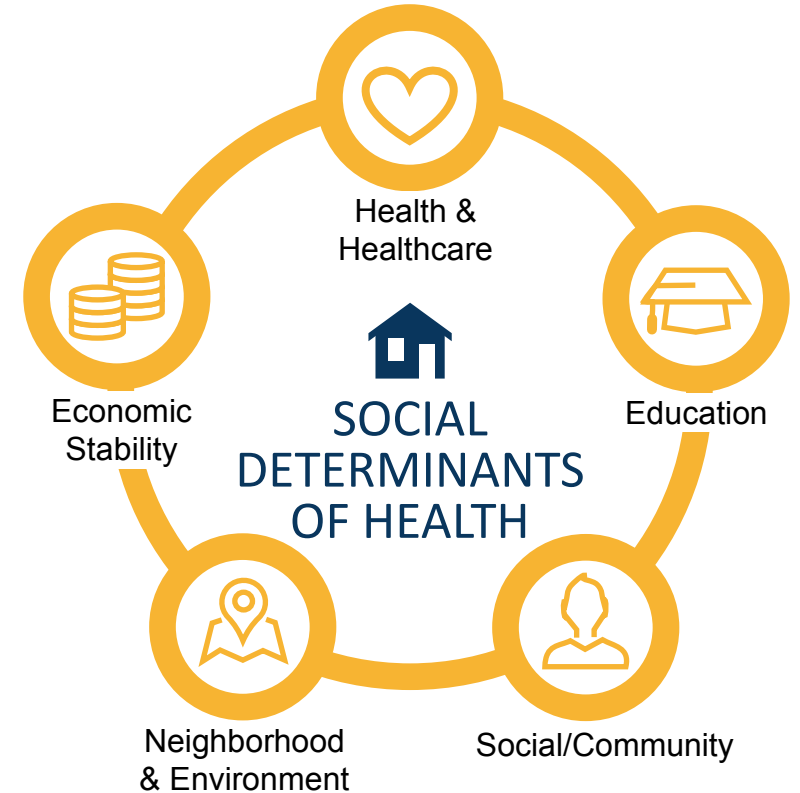 Health &
Healthcare
Economic
Stability
Education
SOCIAL
DETERMINANTS
OF HEALTH
Neighborhood
& Environment
Social/Community